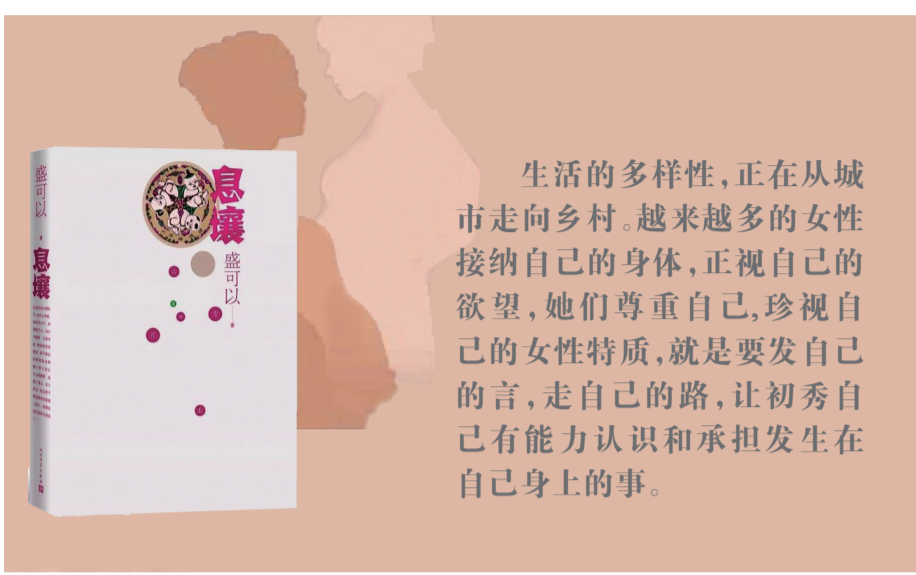 盛可以
息壤
息壤
盛可以
著
生活的多样性,正在从城
市走向乡村。越来越多的女性
接纳自己的身体,正视自己的
欲望,她们尊重自己,珍视自
己的女性特质,就是要发自己
的言,走自己的路,让初秀自
己有能力认识和承担发生在
自己身上的事。